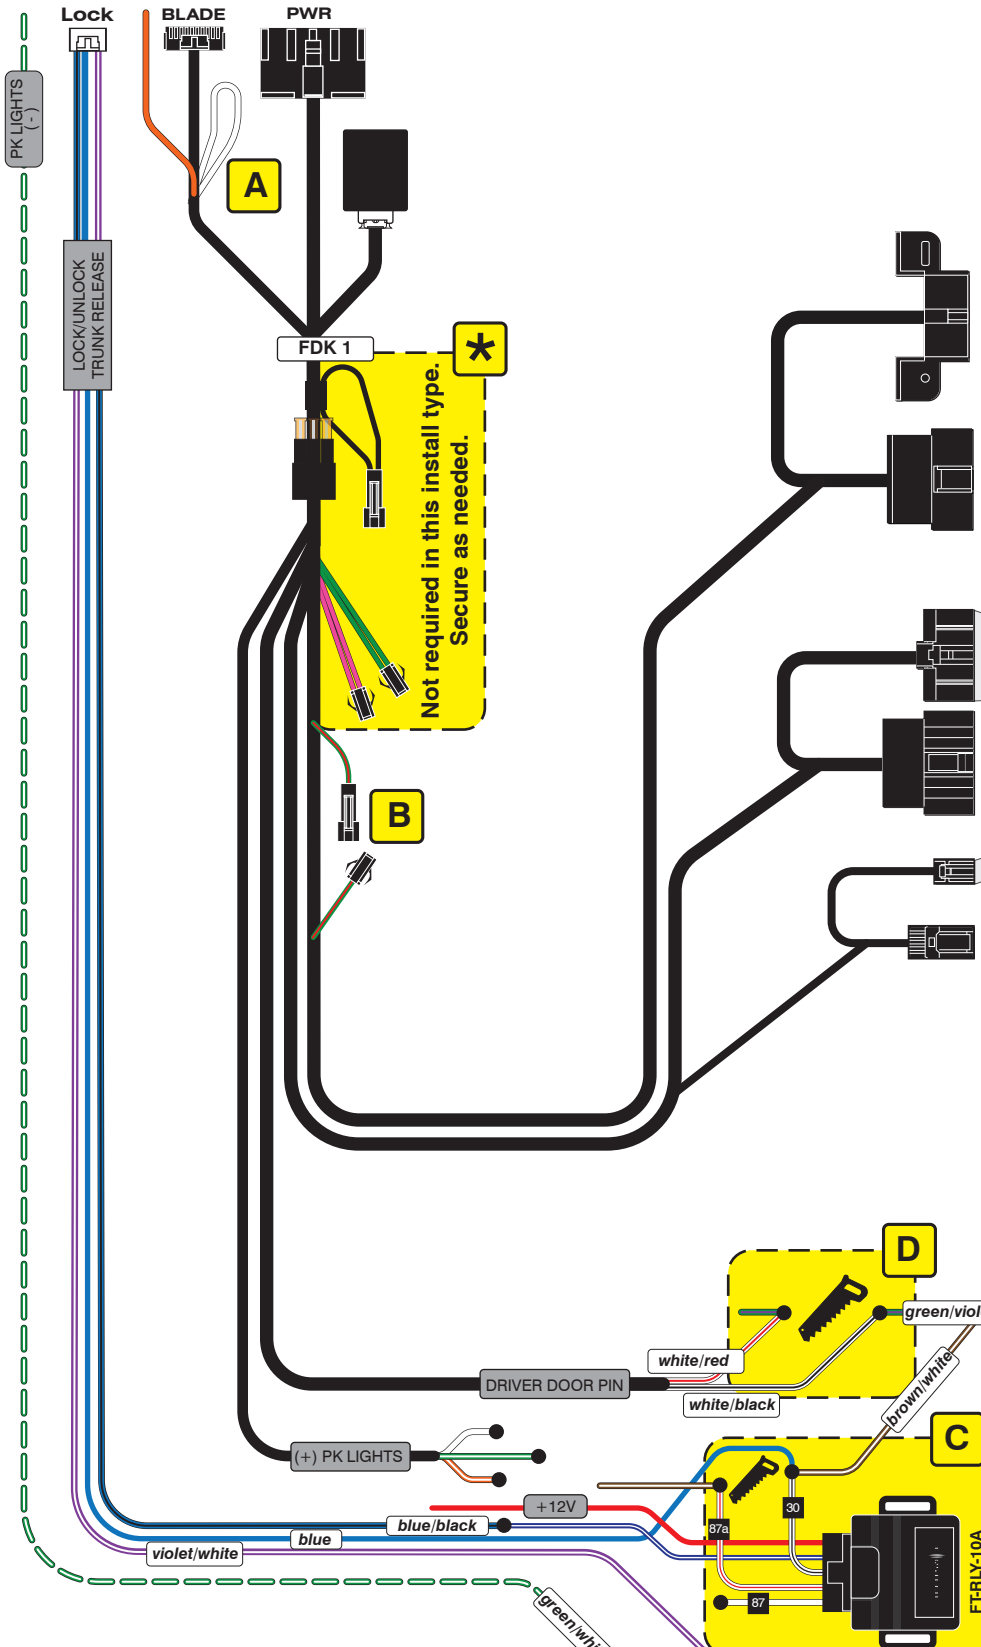 Lock
BLADE
PWR
PK LIGHTS
( - )
A
LOCK/UNLOCK
TRUNK RELEASE
FDK 1
*
Not required in this install type.
Secure as needed.
B
D
green/viol
white/red
DRIVER DOOR PIN
white/black
brown/white
C
(+) PK LIGHTS
+12V
30
blue/black
87a
blue
violet/white
87
FT-RLY-10A
green/whi